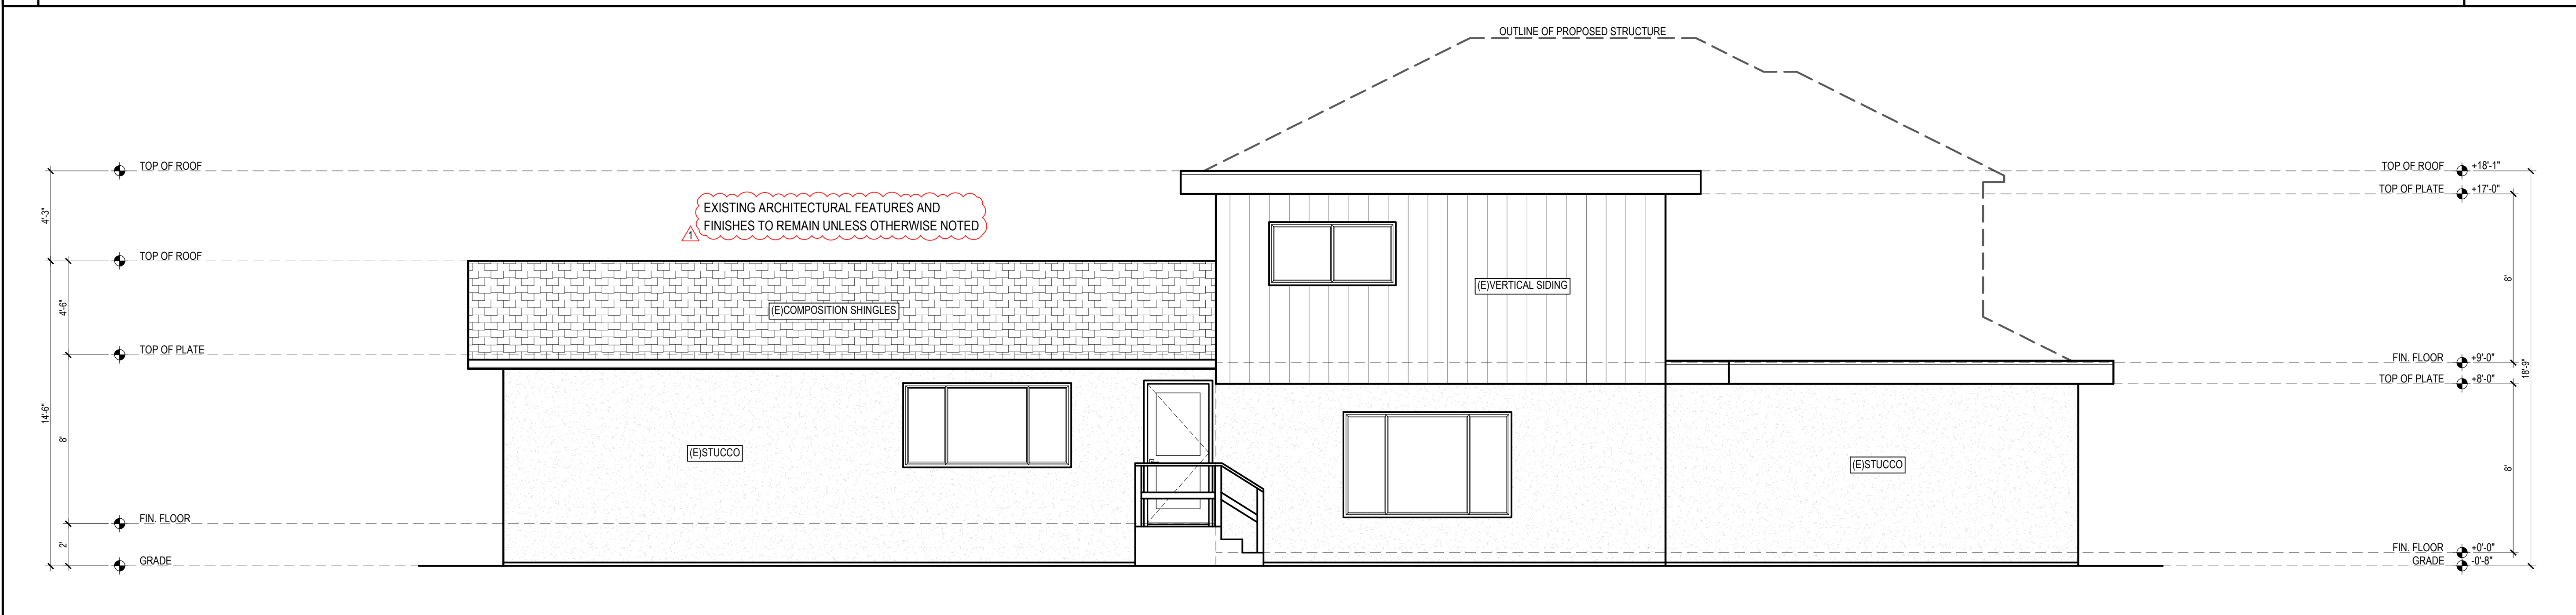 OUTLINE OF PROPOSED STRUCTURE
TOP OF ROOF
TOP OF ROOF
+18'-1"
TOP OF PLATE
+17'-0"
4'-3"
EXISTING ARCHITECTURAL FEATURES AND
FINISHES TO REMAIN UNLESS OTHERWISE NOTED
1
TOP OF ROOF
8'
(E)VERTICAL SIDING
4'-6"
(E)COMPOSITION SHINGLES
TOP OF PLATE
FIN. FLOOR
+9'-0"
18'-9"
TOP OF PLATE
+8'-0"
14'-6"
8'
(E)STUCCO
(E)STUCCO
8'
FIN. FLOOR
2'
FIN. FLOOR
+0'-0"
GRADE
GRADE
-0'-8"